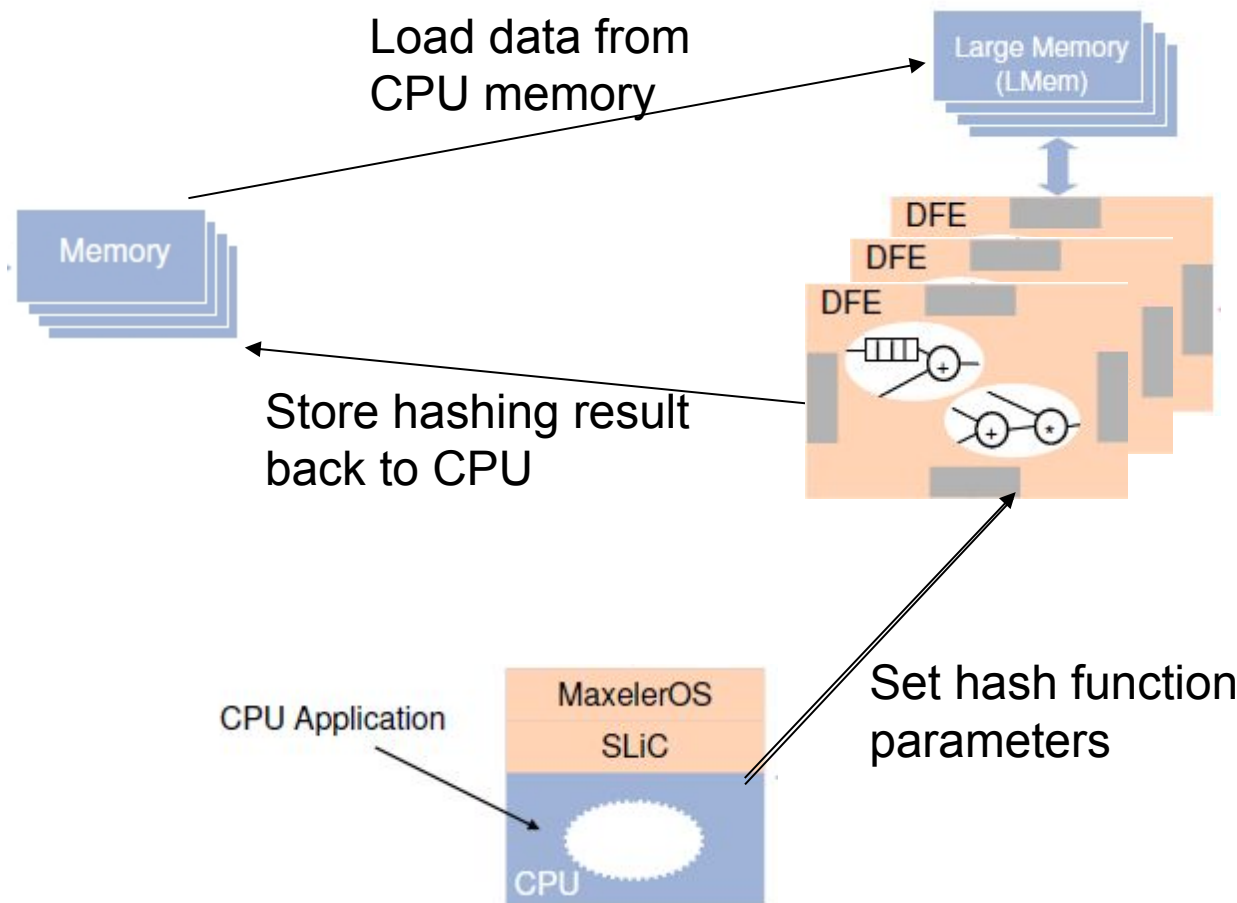 Load data from
CPU memory
Large Memory
(LMem)
Memory
DFE
DFE
DFE
+
+
*
Store hashing result
back to CPU
Set hash function
parameters
CPU Application
MaxelerOS
SLiC
CPU